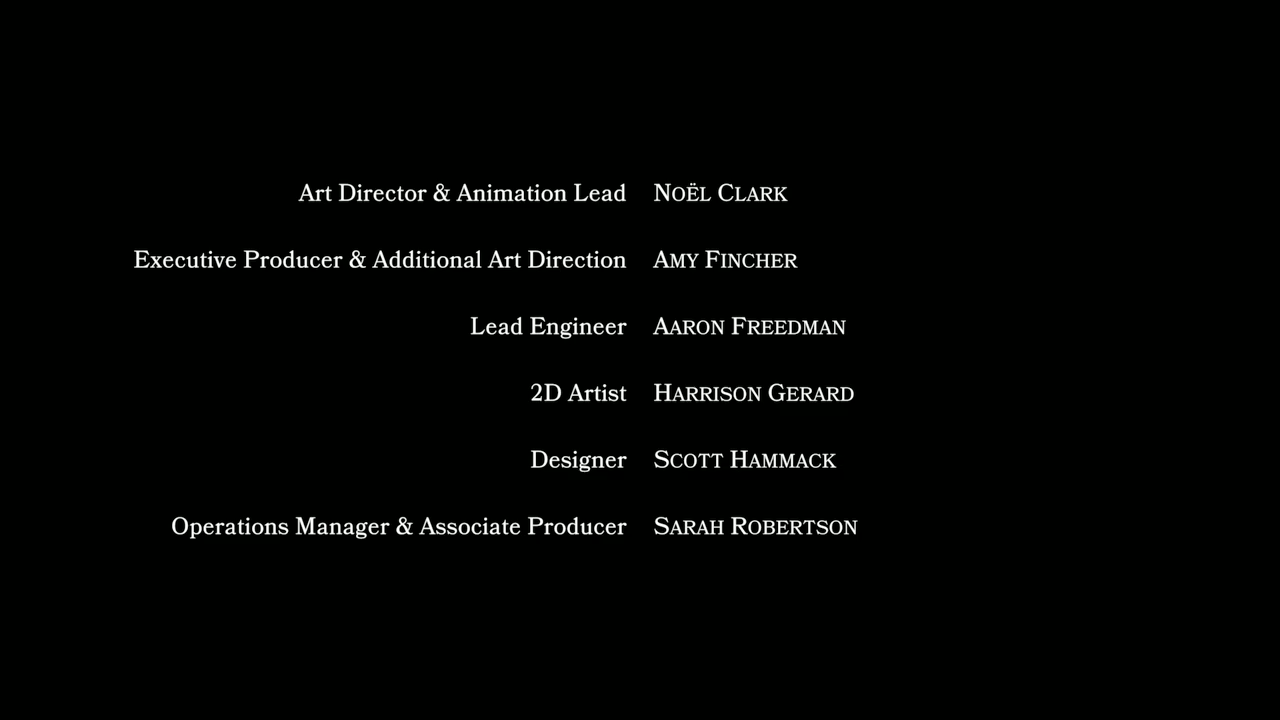 Art Director & Animation Lead NOËL CLARK
Executive Producer & Additional Art Direction AMY FINCHER
Lead Engineer AARON FREEDMAN
2D Artist HARRISON GERARD
Designer SCOTT HAMMACK
Operations Manager & Associate Producer SARAH ROBERTSON